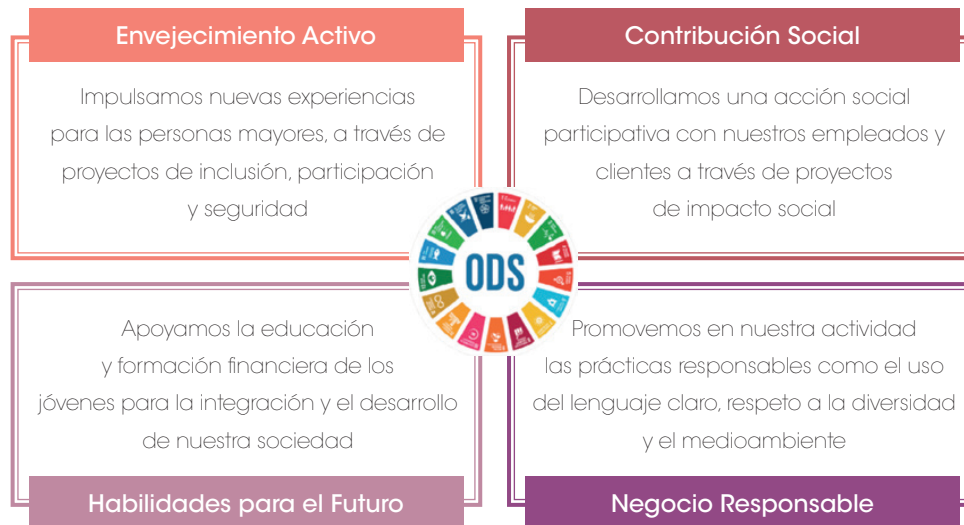 Envejecimiento Activo
Impulsamos nuevas experiencias
para las personas mayores, a través de
proyectos de inclusión, participación
y seguridad
Contribución Social
Desarrollamos una acción social
participativa con nuestros empleados y
clientes a través de proyectos
de impacto social
ODS
Apoyamos la educación
y formación financiera de los
jóvenes para la integración y el desarrollo
de nuestra sociedad
Habilidades para el Futuro
Promovemos en nuestra actividad
las prácticas responsables como el uso
del lenguaje claro, respeto a la diversidad
y el medioambiente
Negocio Responsable